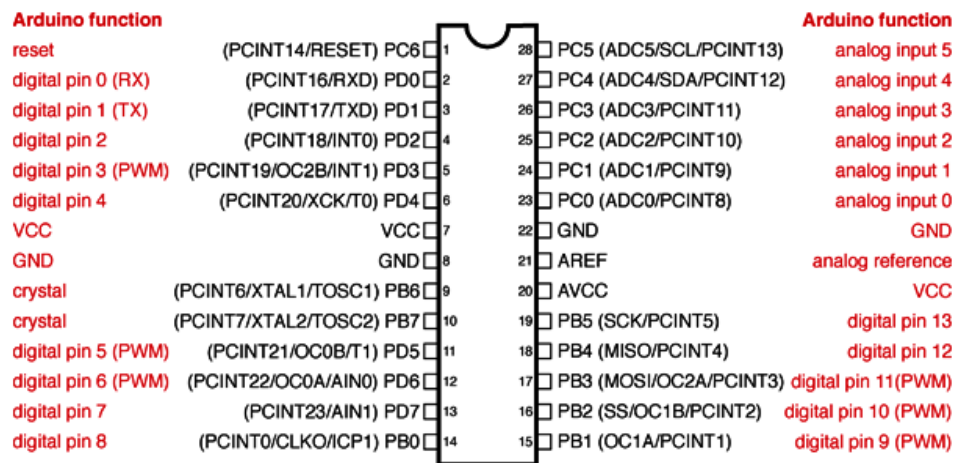 Arduino function Arduino function
reset (PCINT14/RESET) PC6 1 28 PC5 (ADC5/SCL/PCINT13) analog input 5
digital pin 0 (RX) (PCINT16/RXD) PD0 2 27 PC4 (ADC4/SDA/PCINT12) analog input 4
digital pin 1 (TX) (PCINT17/TXD) PD1 3 26 PC3 (ADC3/PCINT11) analog input 3
digital pin 2 (PCINT18/INT0) PD2 4 25 PC2 (ADC2/PCINT10) analog input 2
digital pin 3 (PWM) (PCINT19/OC2B/INT1) PD3 5 24 PC1 (ADC1/PCINT9) analog input 1
digital pin 4 (PCINT20/XCK/T0) PD4 6 23 PC0 (ADC0/PCINT8) analog input 0
VCC VCC 7 22 GND GND
GND GND 8 21 AREF analog reference
crystal (PCINT6/XTAL1/TOSC1) PB6 9 20 AVCC VCC
crystal (PCINT7/XTAL2/TOSC2) PB7 10 19 PB5 (SCK/PCINT5) digital pin 13
digital pin 5 (PWM) (PCINT21/OC0B/T1) PD5 11 18 PB4 (MISO/PCINT4) digital pin 12
digital pin 6 (PWM) (PCINT22/OC0A/AIN0) PD6 12 17 PB3 (MOSI/OC2A/PCINT3) digital pin 11(PWM)
digital pin 7 (PCINT23/AIN1) PD7 13 16 PB2 (SS/OC1B/PCINT2) digital pin 10 (PWM)
digital pin 8 (PCINT0/CLKO/ICP1) PB0 14 15 PB1 (OC1A/PCINT1) digital pin 9 (PWM)